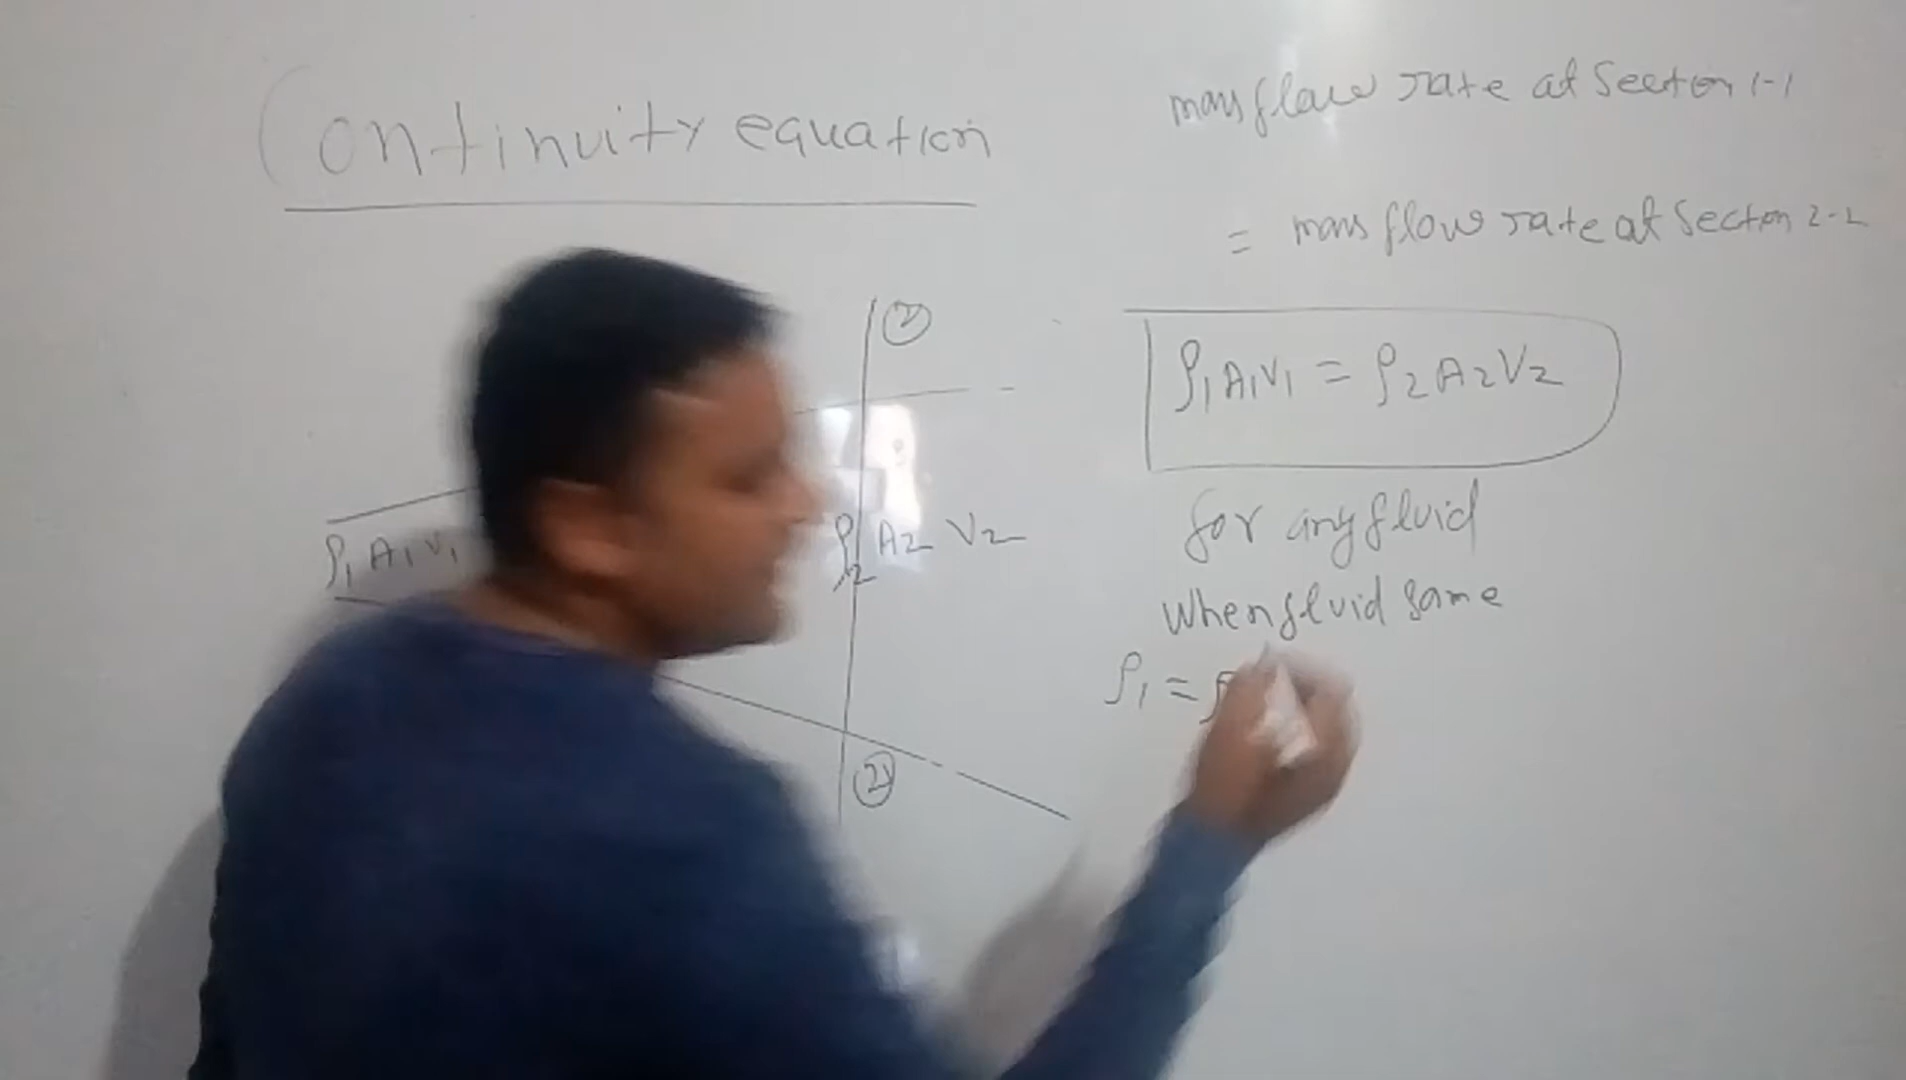 Continuity equation
mass flow rate at Section 1-1
= mass flow rate at Section 2-2
ρ1A1V1 = ρ2A2V2
for any fluid
When fluid same
ρ1 = ρ
②
ρ1 A1 V1
ρ2 A2 V2
②